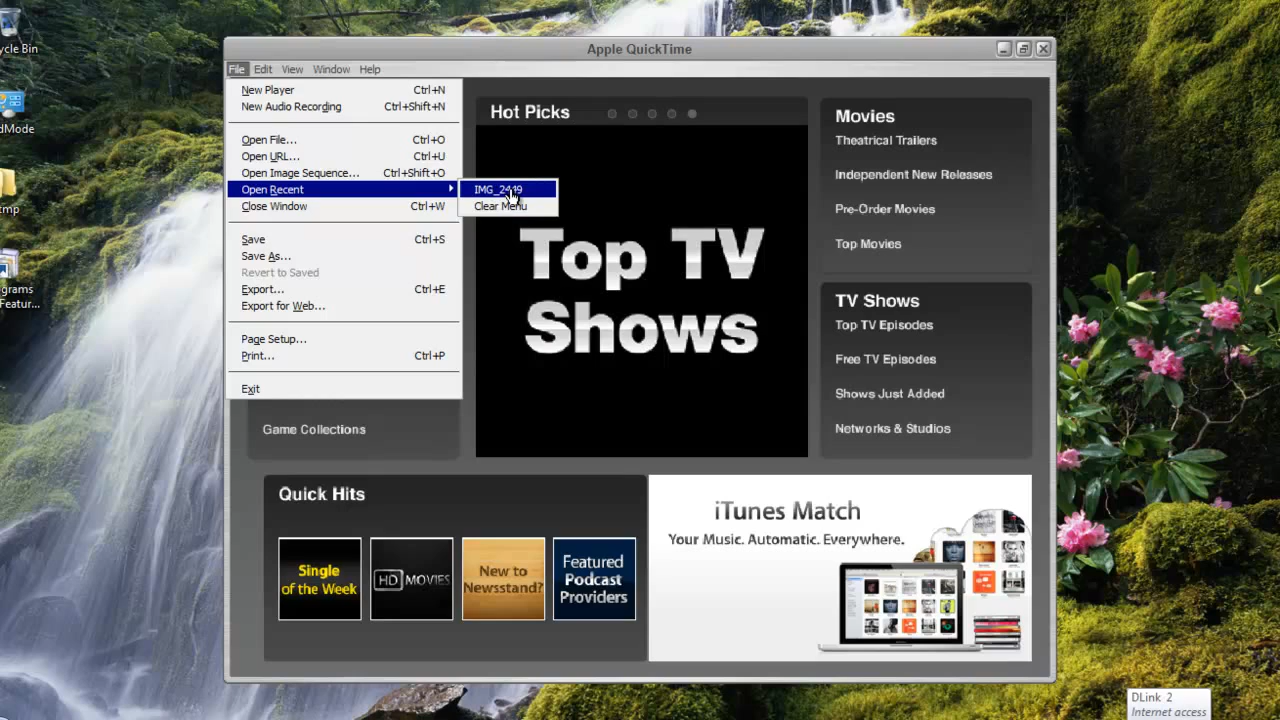 ycle Bin
dMode
tmp
ograms
Featur...
Apple QuickTime
File Edit View Window Help
New Player Ctrl+N
New Audio Recording Ctrl+Shift+N
Open File... Ctrl+O
Open URL... Ctrl+U
Open Image Sequence... Ctrl+Shift+O
Open Recent
Close Window Ctrl+W
Save Ctrl+S
Save As...
Revert to Saved
Export... Ctrl+E
Export for Web...
Page Setup...
Print... Ctrl+P
Exit
IMG_2449
Clear Menu
Game Collections
Hot Picks
Top TV
Shows
Movies
Theatrical Trailers
Independent New Releases
Pre-Order Movies
Top Movies
TV Shows
Top TV Episodes
Free TV Episodes
Shows Just Added
Networks & Studios
Quick Hits
Single
of the Week
HD MOVIES
New to
Newsstand?
Featured
Podcast
Providers
iTunes Match
Your Music. Automatic. Everywhere.
DLink 2
Internet access